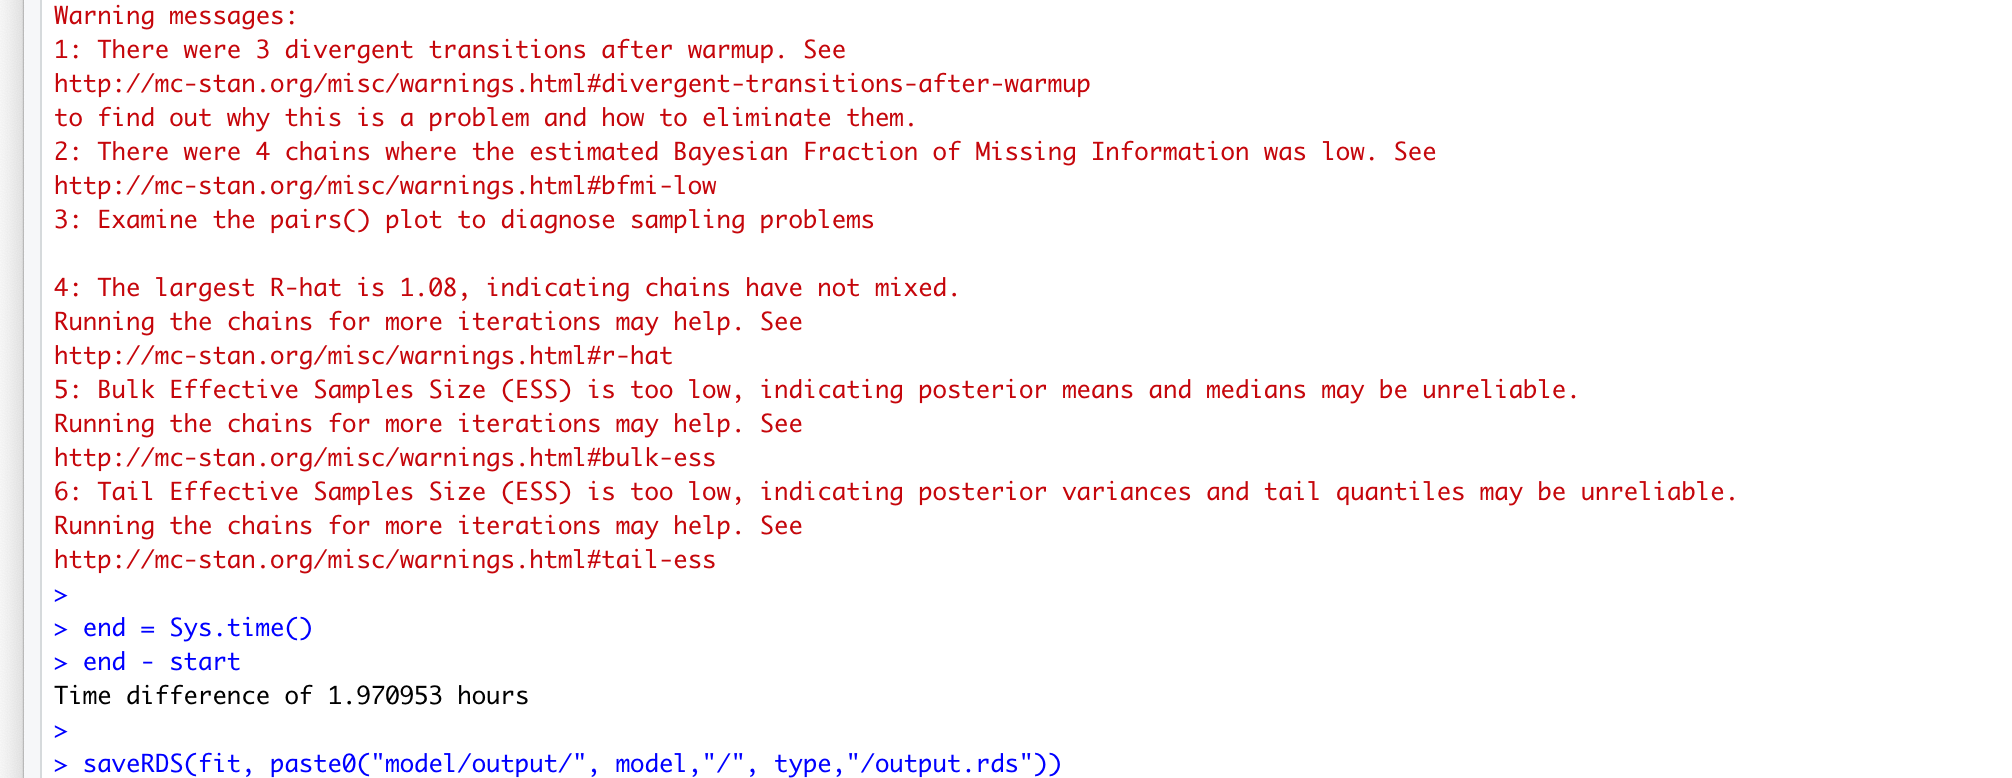 Warning messages:
1: There were 3 divergent transitions after warmup. See
http://mc-stan.org/misc/warnings.html#divergent-transitions-after-warmup
to find out why this is a problem and how to eliminate them.
2: There were 4 chains where the estimated Bayesian Fraction of Missing Information was low. See
http://mc-stan.org/misc/warnings.html#bfmi-low
3: Examine the pairs() plot to diagnose sampling problems
4: The largest R-hat is 1.08, indicating chains have not mixed.
Running the chains for more iterations may help. See
http://mc-stan.org/misc/warnings.html#r-hat
5: Bulk Effective Samples Size (ESS) is too low, indicating posterior means and medians may be unreliable.
Running the chains for more iterations may help. See
http://mc-stan.org/misc/warnings.html#bulk-ess
6: Tail Effective Samples Size (ESS) is too low, indicating posterior variances and tail quantiles may be unreliable.
Running the chains for more iterations may help. See
http://mc-stan.org/misc/warnings.html#tail-ess
>
> end = Sys.time()
> end - start
Time difference of 1.970953 hours
>
> saveRDS(fit, paste0("model/output/", model,"/", type,"/output.rds"))